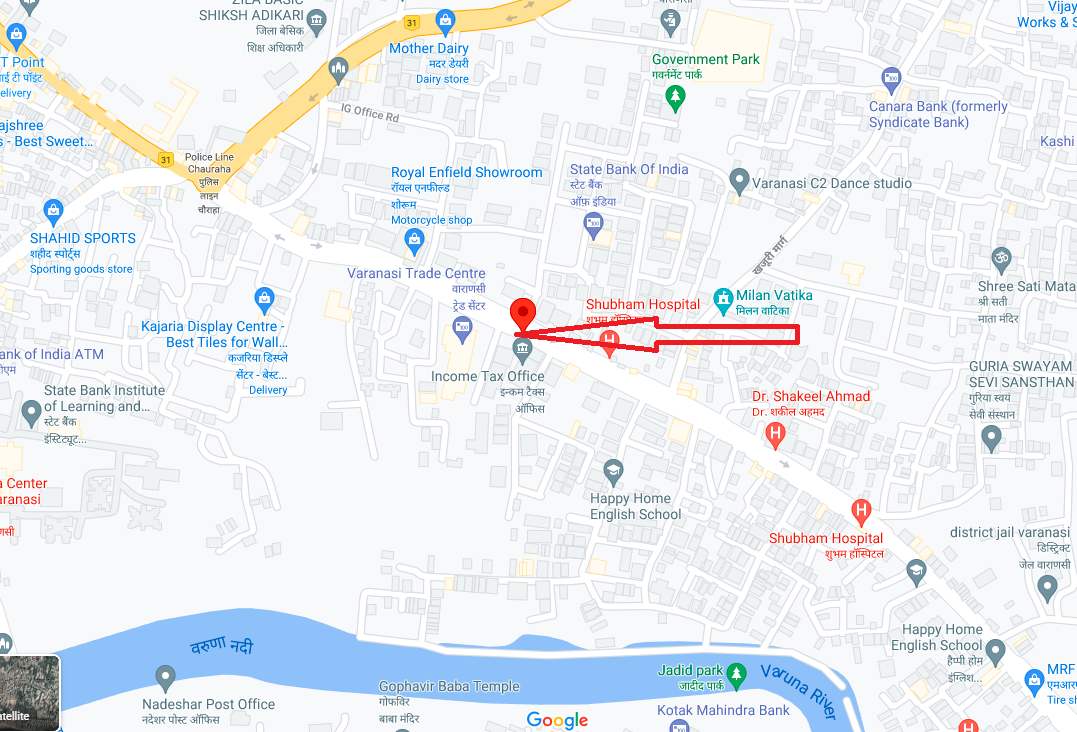 ZILA BASIC
SHIKSH ADIKARI
जिला बेसिक
शिक्ष अधिकारी
31
Mother Dairy
मदर डेयरी
Dairy store
Vijay
Works & S
Government Park
गवर्नमेंट पार्क
T Point
आई टी पॉइंट
elivery
Canara Bank (formerly
Syndicate Bank)
IG Office Rd
ajshree
s - Best Sweet...
Kashi
31
Police Line
Chauraha
पुलिस
लाइन
चौराहा
Royal Enfield Showroom
रॉयल एनफील्ड
शोरूम
Motorcycle shop
State Bank Of India
स्टेट बैंक
ऑफ़ इंडिया
Varanasi C2 Dance studio
SHAHID SPORTS
शहीद स्पोर्ट्स
Sporting goods store
खजुरी मार्ग
Varanasi Trade Centre
वाराणसी
ट्रेड सेंटर
Shree Sati Mata
श्री सती
माता मंदिर
Shubham Hospital
Milan Vatika
मिलन वाटिका
Kajaria Display Centre -
Best Tiles for Wall...
कजारिया डिस्प्ले
सेंटर - बेस्ट...
Delivery
ank of India ATM
टीएम
Income Tax Office
इन्कम टैक्स
ऑफिस
GURIA SWAYAM
SEVI SANSTHAN
गुरिया स्वयं
सेवी संस्थान
State Bank Institute
of Learning and...
स्टेट बैंक
इंस्टिट्यूट...
Dr. Shakeel Ahmad
Dr. शकील अहमद
a Center
aranasi
Happy Home
English School
Shubham Hospital
शुभम हॉस्पिटल
district jail varanasi
डिस्ट्रिक्ट
जेल वाराणसी
Happy Home
English School
हैप्पी होम
इंग्लिश...
वरुणा नदी
Jadid park
जादीद पार्क
Varuna River
MRF
एमआर
Tire sh
Gophavir Baba Temple
गोफविर
बाबा मंदिर
Nadeshar Post Office
नदेशर पोस्ट ऑफिस
Kotak Mahindra Bank
Google
atellite